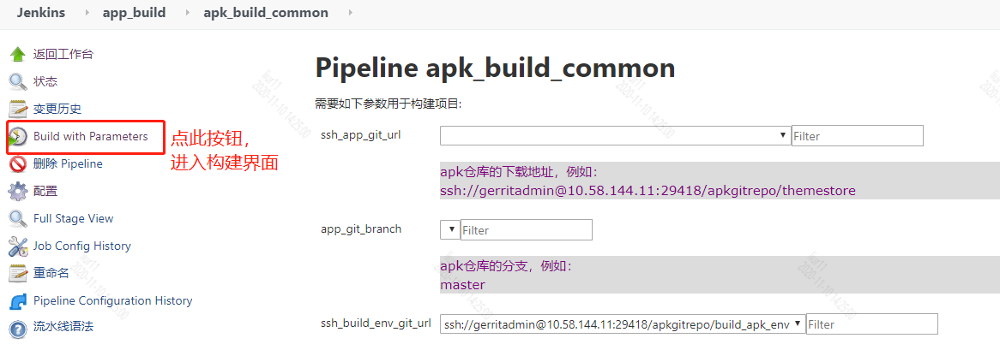 Jenkins app_build apk_build_common
返回工作台
状态
变更历史
Build with Parameters
点此按钮,
进入构建界面
删除 Pipeline
配置
Full Stage View
Job Config History
重命名
Pipeline Configuration History
流水线语法
Pipeline apk_build_common
需要如下参数用于构建项目:
ssh_app_git_url Filter
apk仓库的下载地址，例如：
ssh://gerritadmin@10.58.144.11:29418/apkgitrepo/themestore
app_git_branch Filter
apk仓库的分支，例如：
master
ssh_build_env_git_url ssh://gerritadmin@10.58.144.11:29418/apkgitrepo/build_apk_env Filter